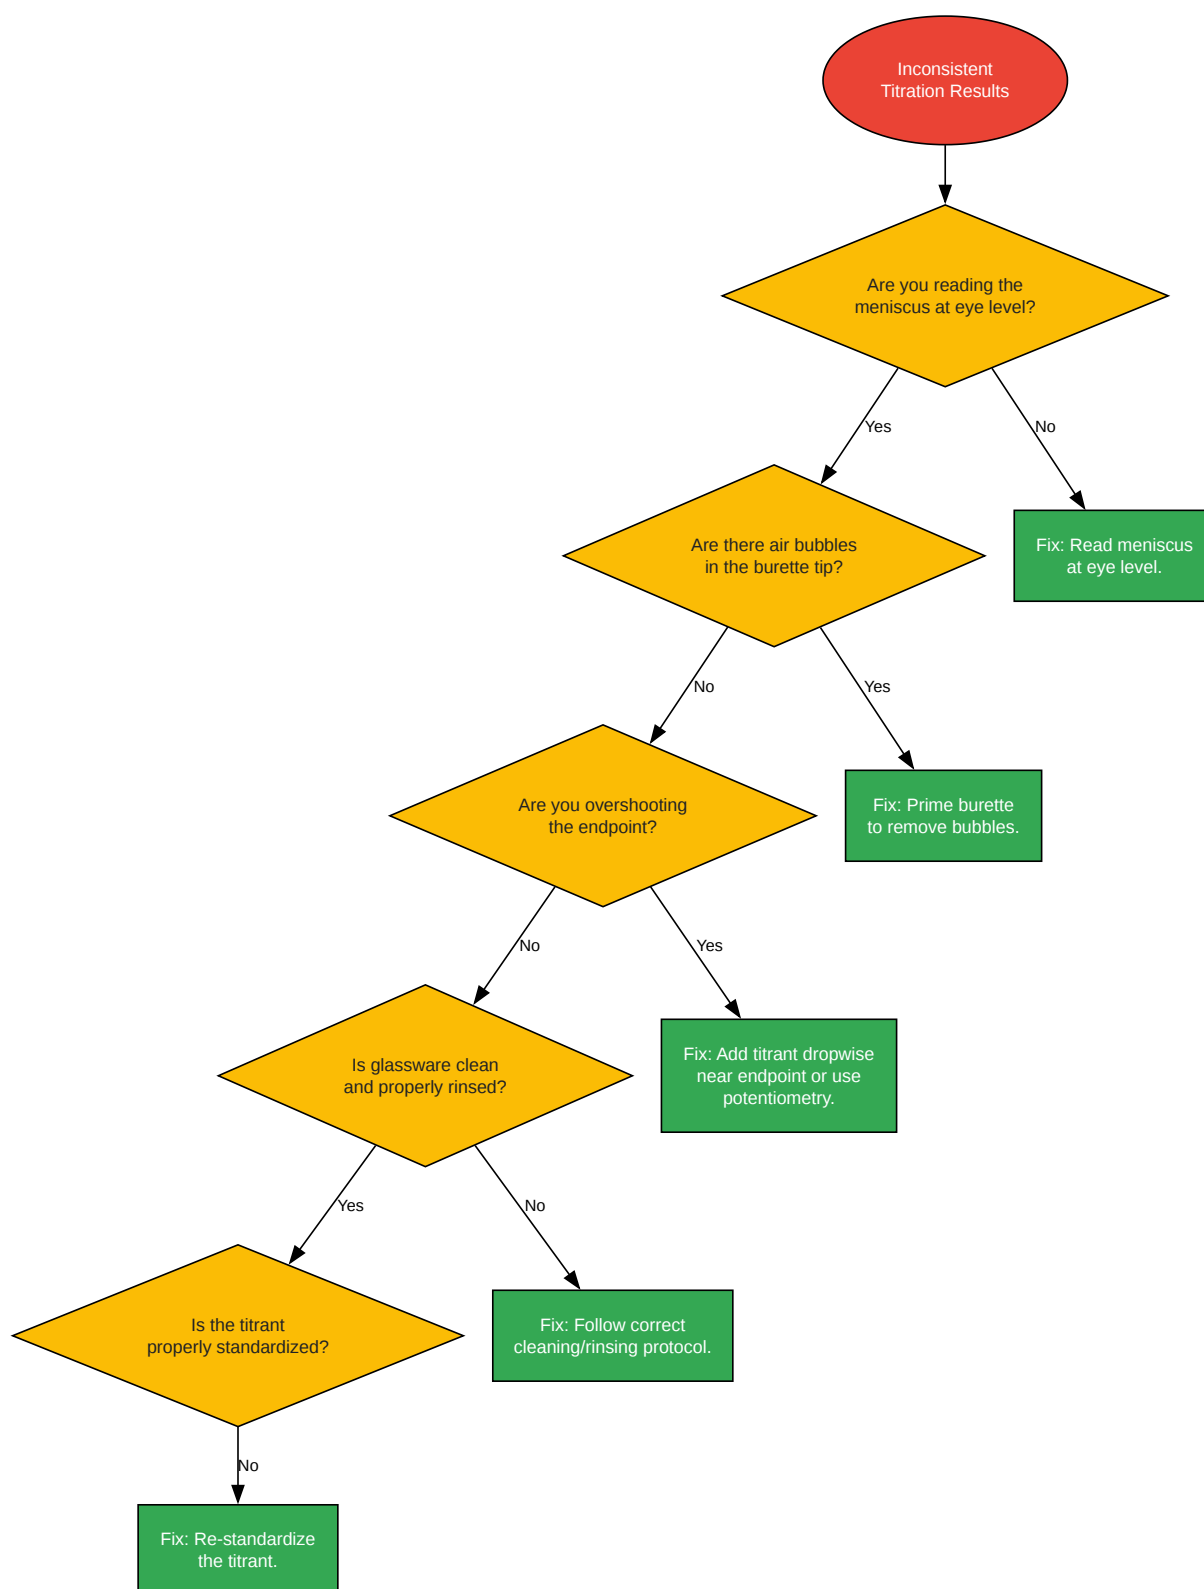 Inconsistent
Titration Results
Are you reading the
meniscus at eye level?
Yes
No
Are there air bubbles
in the burette tip?
Fix: Read meniscus
at eye level.
No
Yes
Are you overshooting
the endpoint?
Fix: Prime burette
to remove bubbles.
No
Yes
Is glassware clean
and properly rinsed?
Fix: Add titrant dropwise
near endpoint or use
potentiometry.
Yes
No
Is the titrant
properly standardized?
Fix: Follow correct
cleaning/rinsing protocol.
No
Fix: Re-standardize
the titrant.